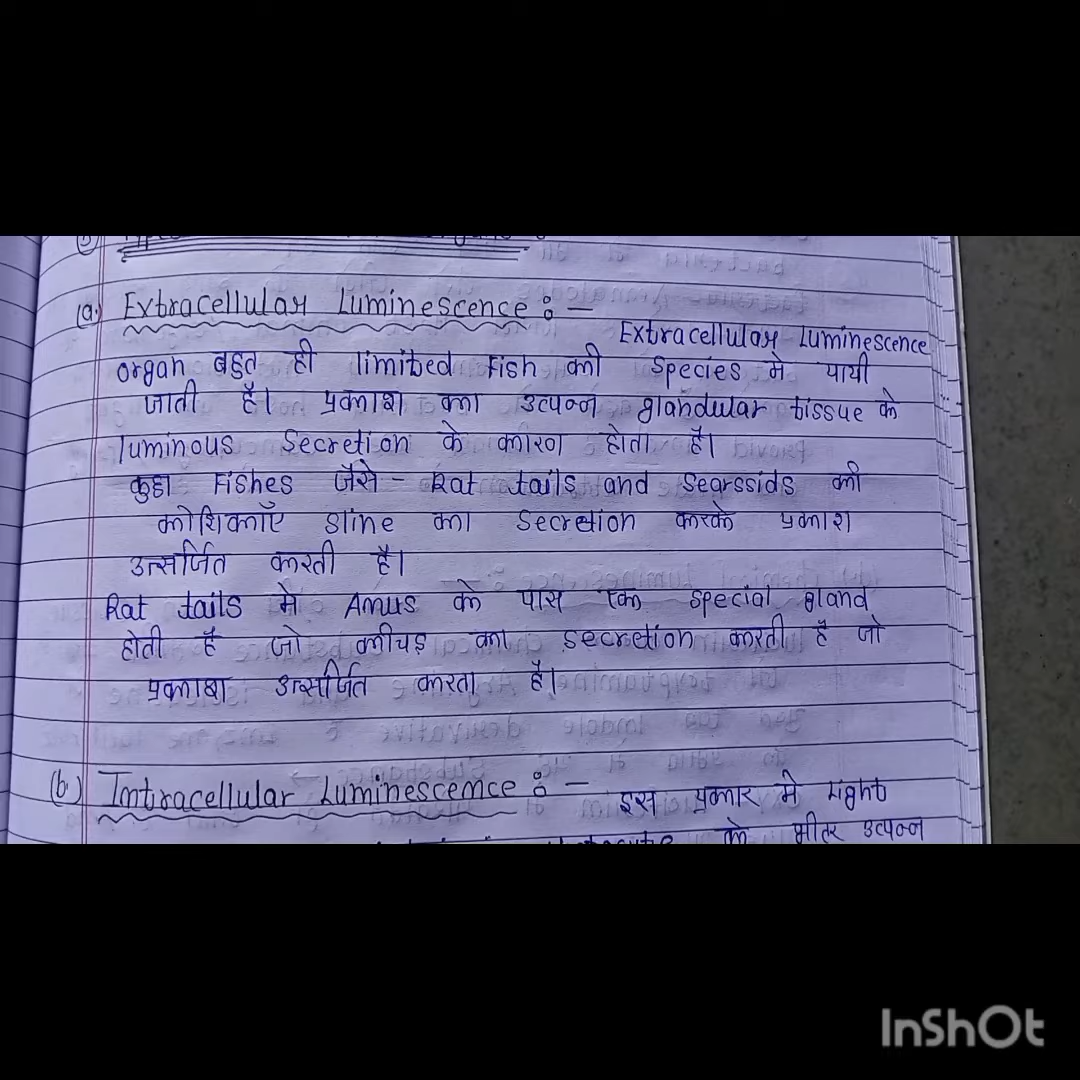 (a.) Extracellular Luminescence :-
Extracellular Luminescence
organ बहुत ही limited Fish की Species मे पायी
जाती है। प्रकाश का उत्पन्न glandular tissue के
luminous Secretion के कारण होता है।
कुछ Fishes जैसे - Rat tails and Searssids की
कोशिकाएँ Sline का Secretion करके प्रकाश
उत्सर्जित करती है।
Rat tails मे Anus के पास एक special gland
होती है जो कीचड़ का secretion करती है जो
प्रकाश उत्सर्जित करता है।
(b.) Intracellular Luminescence :-
इस प्रकार मे Light
के भीतर उत्पन्न
InShOt